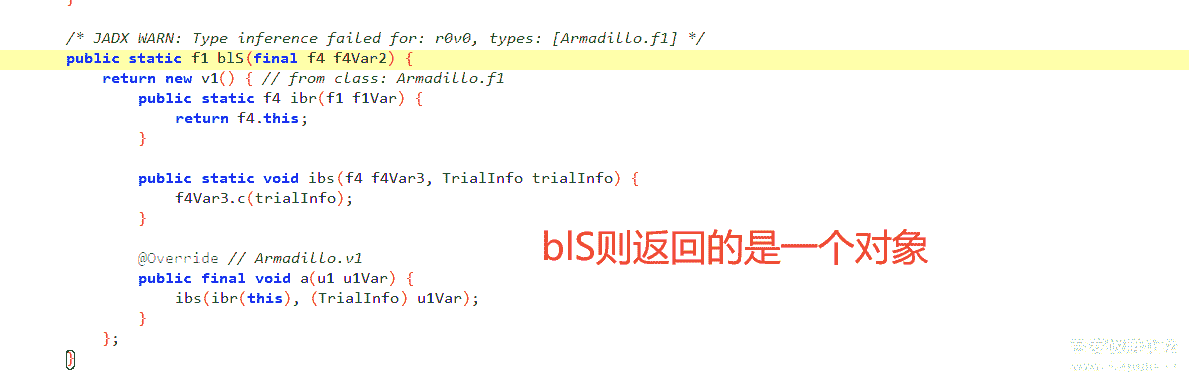 }
/* JADX WARN: Type inference failed for: r0v0, types: [Armadillo.f1] */
public static f1 blS(final f4 f4Var2) {
return new v1() { // from class: Armadillo.f1
public static f4 ibr(f1 f1Var) {
return f4.this;
}
public static void ibs(f4 f4Var3, TrialInfo trialInfo) {
f4Var3.c(trialInfo);
}
@Override // Armadillo.v1
public final void a(u1 u1Var) {
ibs(ibr(this), (TrialInfo) u1Var);
}
};
}
blS则返回的是一个对象